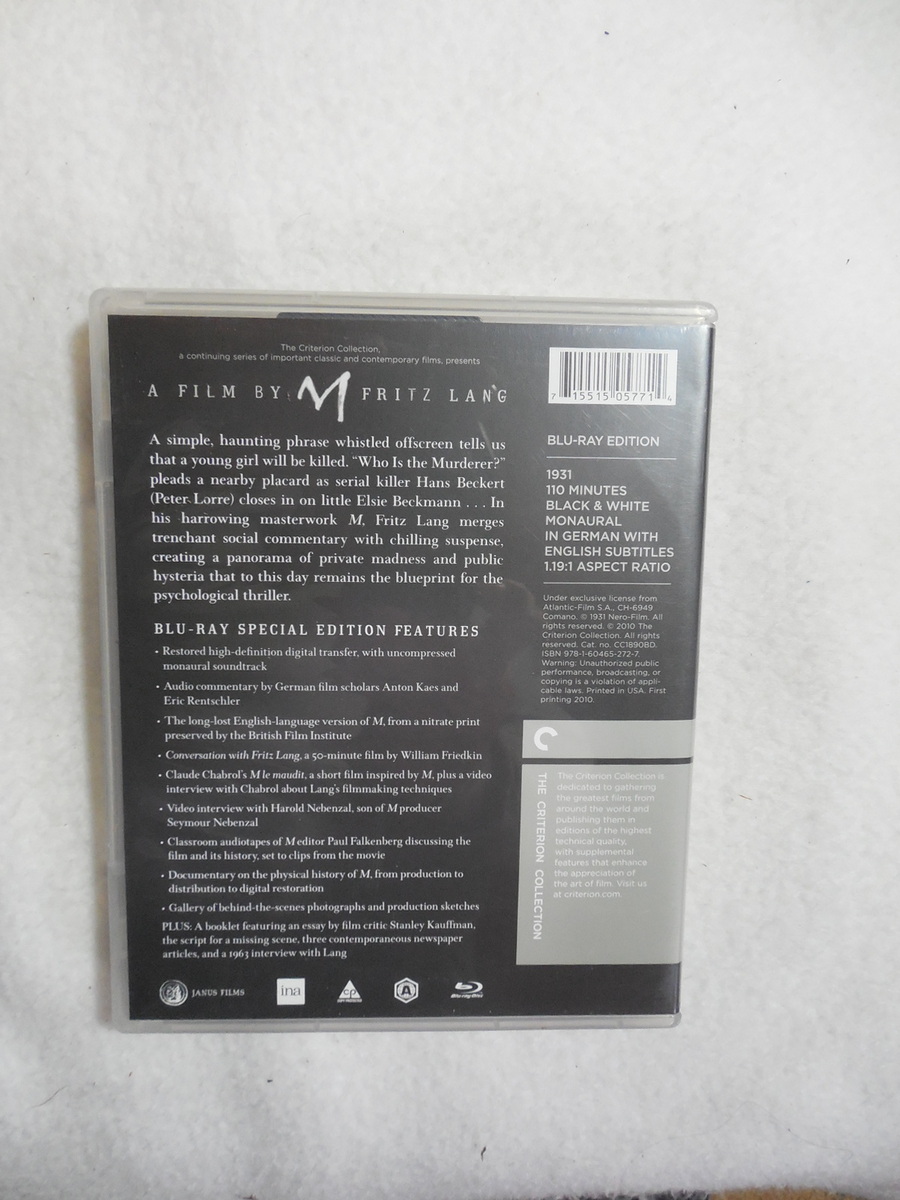 The Criterion Collection,
a continuing series of important classic and contemporary films, presents
A FILM BY M FRITZ LANG
A simple, haunting phrase whistled offscreen tells us
that a young girl will be killed. “Who Is the Murderer?”
pleads a nearby placard as serial killer Hans Beckert
(Peter Lorre) closes in on little Elsie Beckmann . . . In
his harrowing masterwork M, Fritz Lang merges
trenchant social commentary with chilling suspense,
creating a panorama of private madness and public
hysteria that to this day remains the blueprint for the
psychological thriller.
BLU-RAY SPECIAL EDITION FEATURES
• Restored high-definition digital transfer, with uncompressed
monaural soundtrack
• Audio commentary by German film scholars Anton Kaes and
Eric Rentschler
• The long-lost English-language version of M, from a nitrate print
preserved by the British Film Institute
• Conversation with Fritz Lang, a 50-minute film by William Friedkin
• Claude Chabrol's M le maudit, a short film inspired by M, plus a video
interview with Chabrol about Lang's filmmaking techniques
• Video interview with Harold Nebenzal, son of M producer
Seymour Nebenzal
• Classroom audiotapes of M editor Paul Falkenberg discussing the
film and its history, set to clips from the movie
• Documentary on the physical history of M, from production to
distribution to digital restoration
• Gallery of behind-the-scenes photographs and production sketches
PLUS: A booklet featuring an essay by film critic Stanley Kauffman,
the script for a missing scene, three contemporaneous newspaper
articles, and a 1963 interview with Lang
JANUS FILMS
ina
cp
COPY PROTECTED
A
Blu-ray Disc
7 15515 05771 4
BLU-RAY EDITION
1931
110 MINUTES
BLACK & WHITE
MONAURAL
IN GERMAN WITH
ENGLISH SUBTITLES
1.19:1 ASPECT RATIO
Under exclusive license from
Atlantic-Film S.A., CH-6949
Comano. © 1931 Nero-Film. All
rights reserved. © 2010 The
Criterion Collection. All rights
reserved. Cat. no. CC1890BD.
ISBN 978-1-60465-272-7.
Warning: Unauthorized public
performance, broadcasting, or
copying is a violation of appli-
cable laws. Printed in USA. First
printing 2010.
THE CRITERION COLLECTION
The Criterion Collection is
dedicated to gathering
the greatest films from
around the world and
publishing them in
editions of the highest
technical quality,
with supplemental
features that enhance
the appreciation of
the art of film. Visit us
at criterion.com.